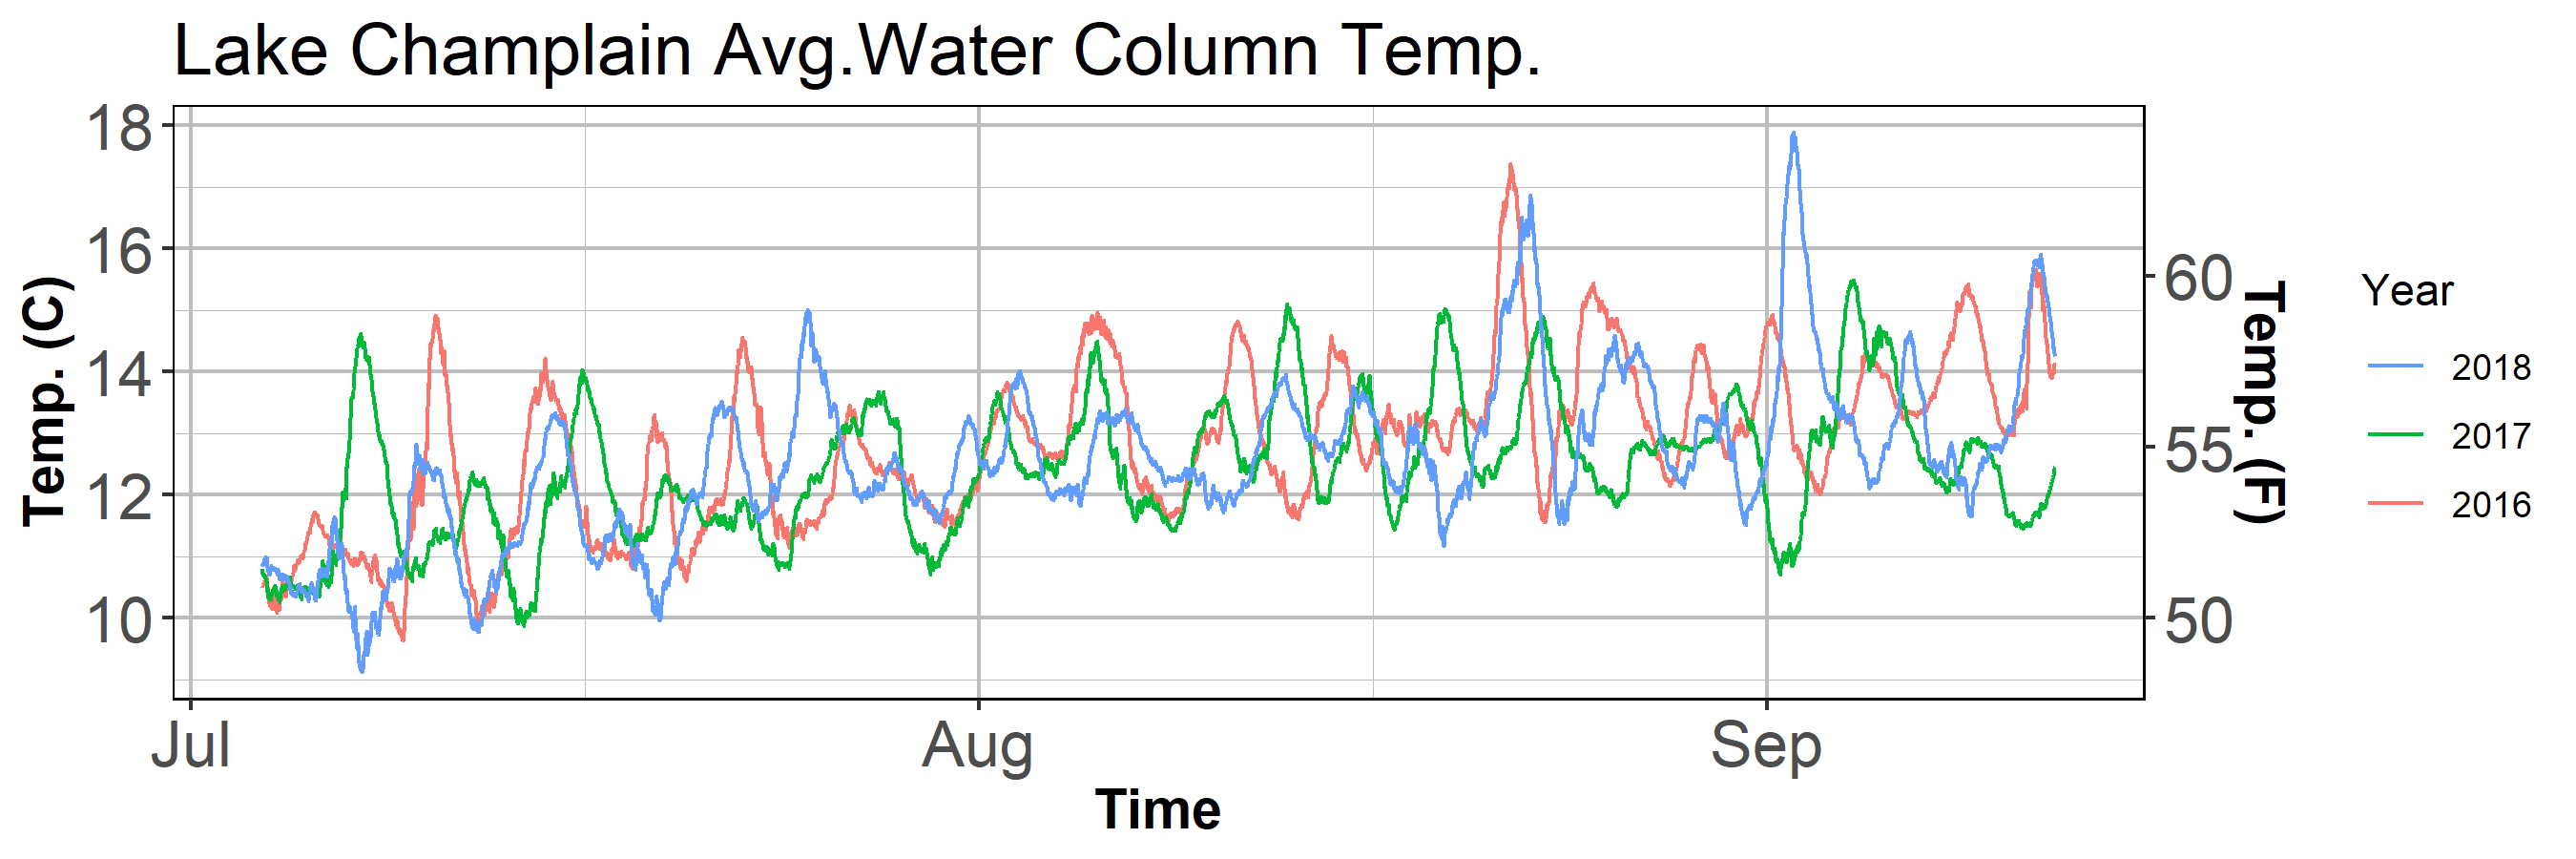 Lake Champlain Avg.Water Column Temp.
18
16
14
12
10
Temp. (C)
60
55
50
Temp. (F)
Jul
Aug
Sep
Time
Year
2018
2017
2016